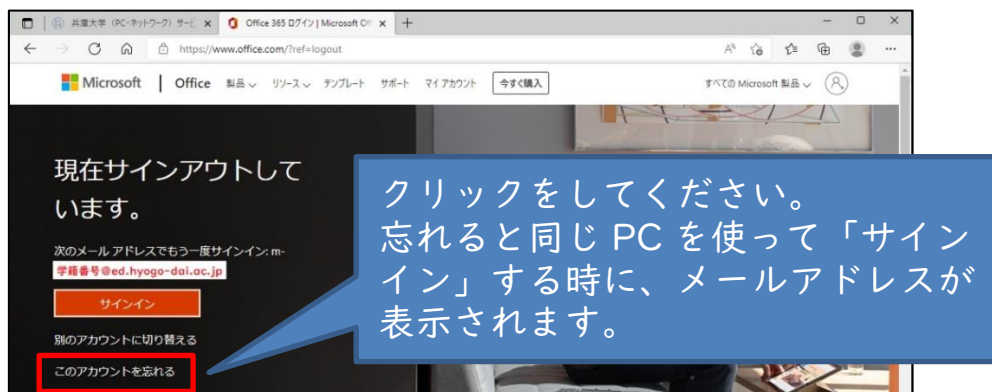 兵庫大学 (PC・ネットワーク) サービ
Office 365 ログイン | Microsoft Off
https://www.office.com/?ref=logout
Microsoft | Office 製品 リソース テンプレート サポート マイ アカウント 今すぐ購入 すべての Microsoft 製品
現在サインアウトして
います。
次のメール アドレスでもう一度サインイン: m-
学籍番号@ed.hyogo-dai.ac.jp
サインイン
別のアカウントに切り替える
このアカウントを忘れる
クリックをしてください。
忘れると同じ PC を使って「サイン
イン」する時に、メールアドレスが
表示されます。